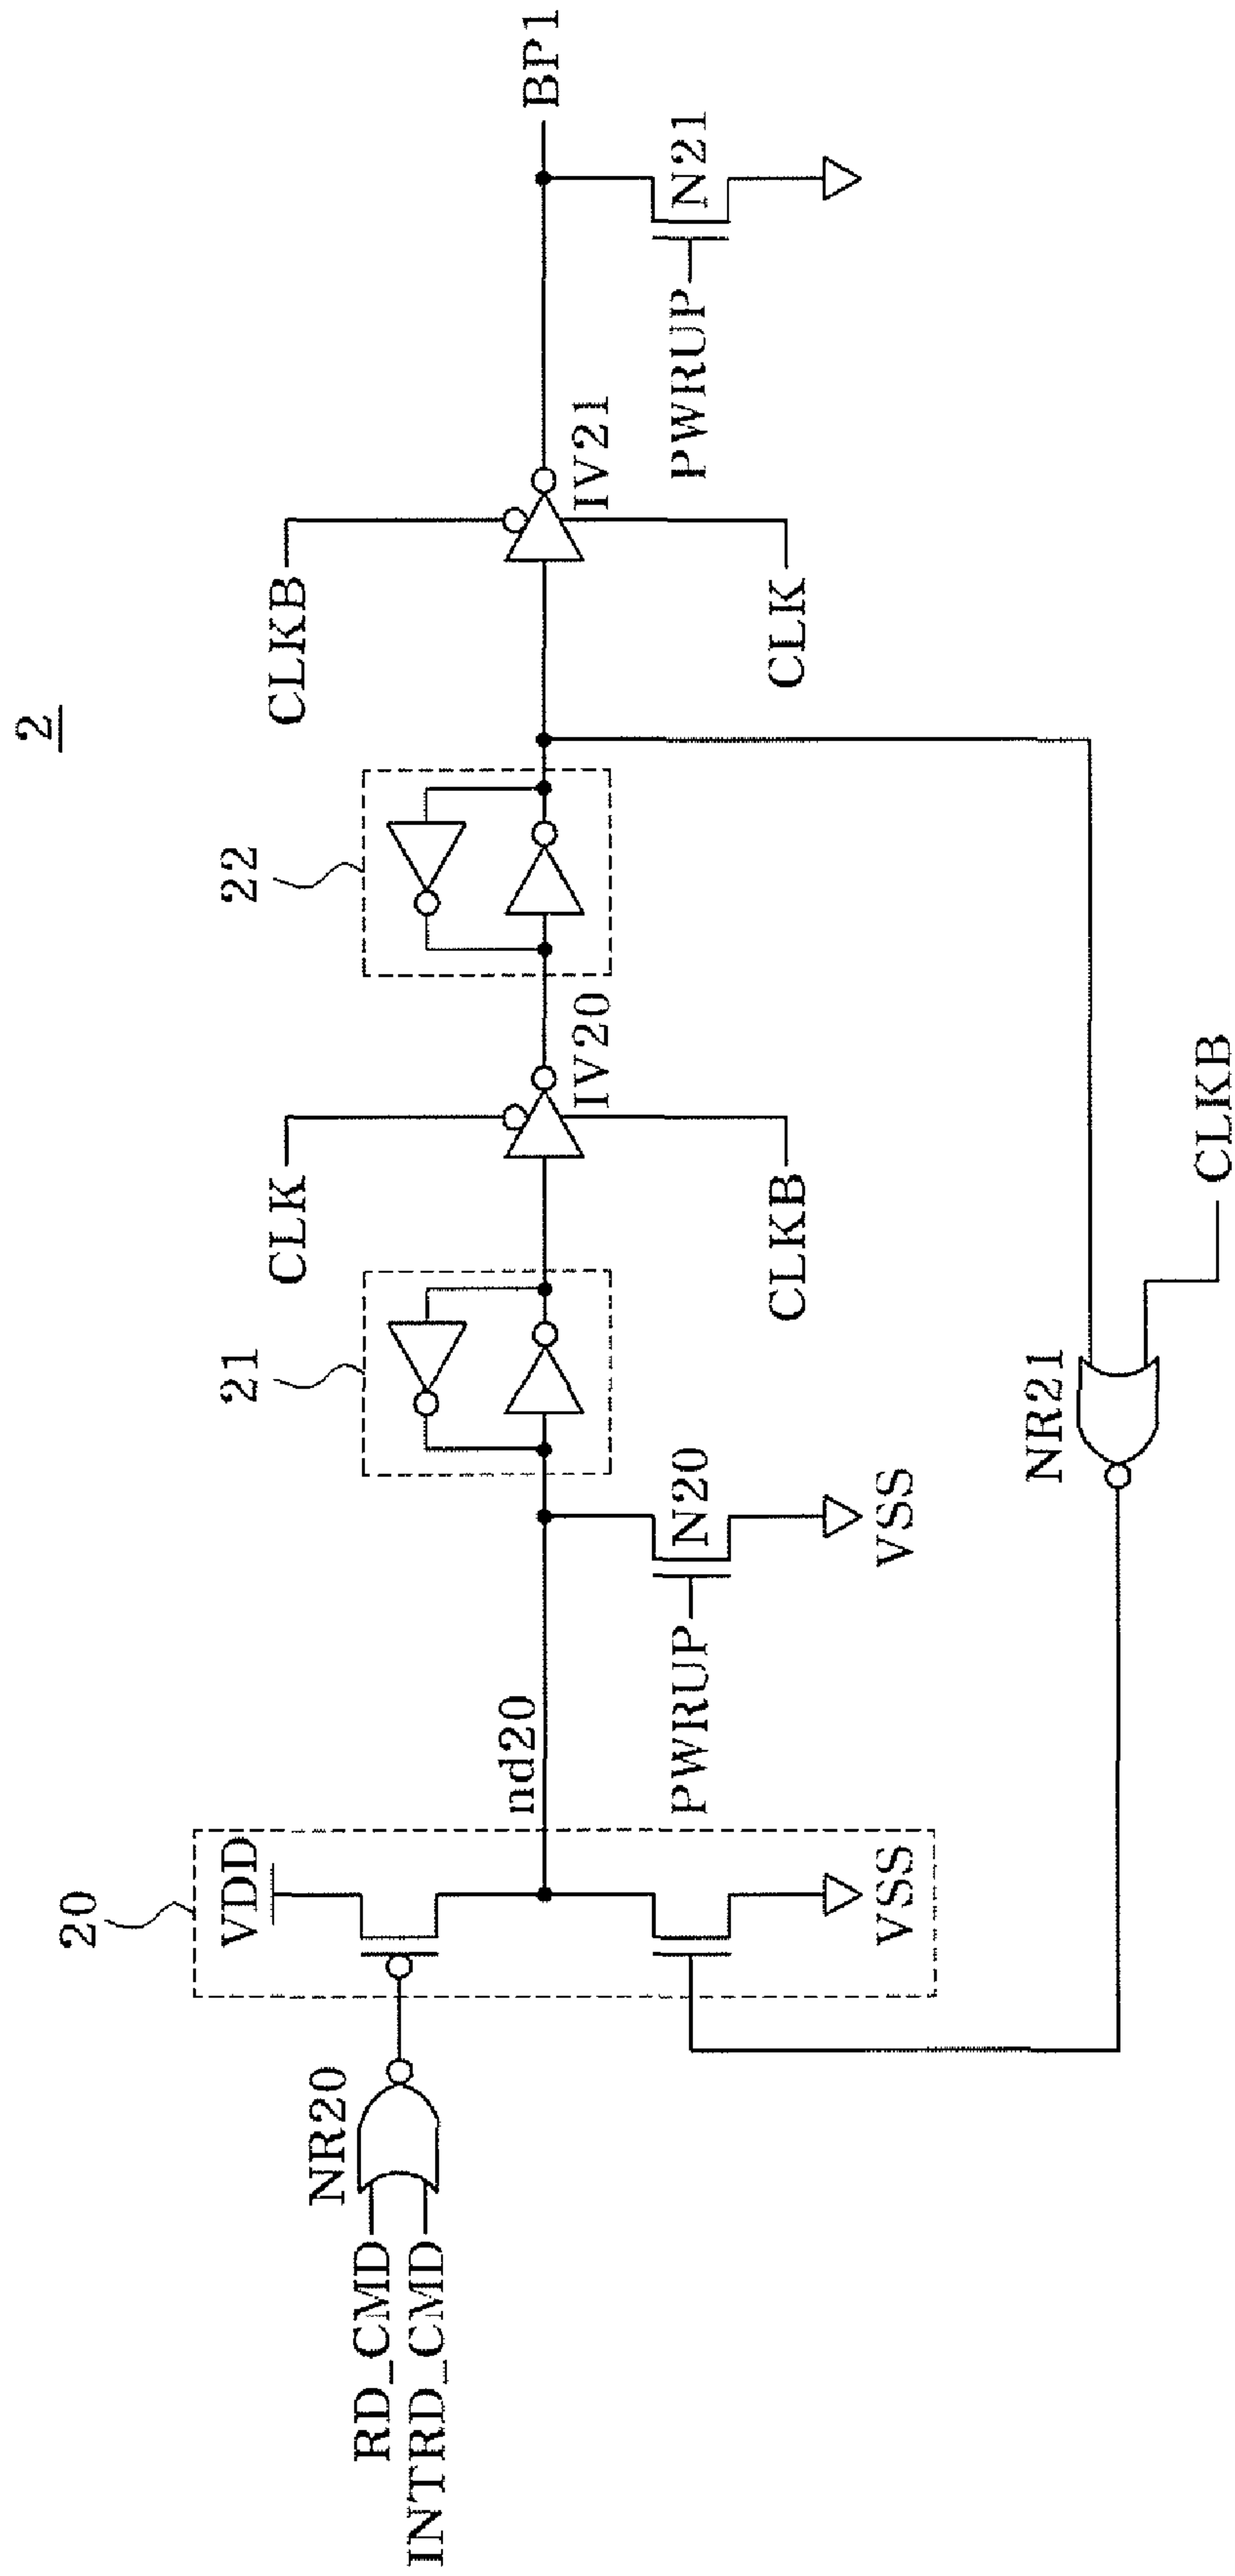 2
20
VDD
NR20
RD_CMD
INTRD_CMD
nd20
VSS
PWRUP
N20
VSS
21
CLK
IV20
CLKB
22
CLKB
IV21
CLK
PWRUP
N21
BP1
NR21
CLKB